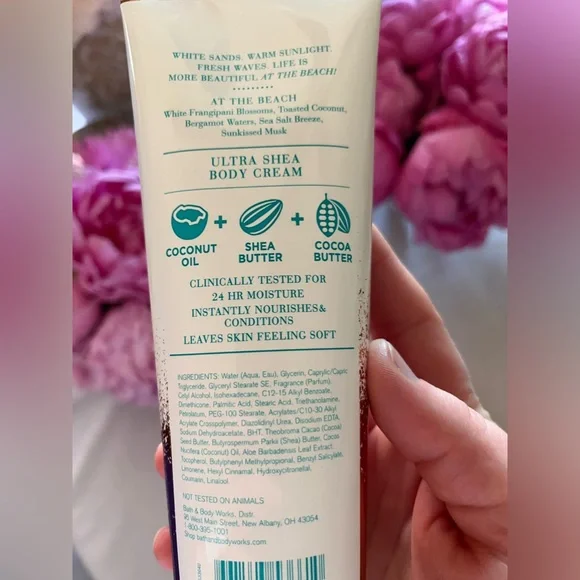 WHITE SANDS. WARM SUNLIGHT.
FRESH WAVES. LIFE IS
MORE BEAUTIFUL AT THE BEACH!
AT THE BEACH
White Frangipani Blossoms, Toasted Coconut,
Bergamot Waters, Sea Salt Breeze,
Sunkissed Musk
ULTRA SHEA
BODY CREAM
COCONUT OIL + SHEA BUTTER + COCOA BUTTER
CLINICALLY TESTED FOR
24 HR MOISTURE
INSTANTLY NOURISHES &
CONDITIONS
LEAVES SKIN FEELING SOFT
INGREDIENTS: Water (Aqua, Eau), Glycerin, Caprylic/Capric
Triglyceride, Glyceryl Stearate SE, Fragrance (Parfum),
Cetyl Alcohol, Isohexadecane, C12-15 Alkyl Benzoate,
Dimethicone, Palmitic Acid, Stearic Acid, Triethanolamine,
Petrolatum, PEG-100 Stearate, Acrylates/C10-30 Alkyl
Acrylate Crosspolymer, Diazolidinyl Urea, Disodium EDTA,
Sodium Dehydroacetate, BHT, Theobroma Cacao (Cocoa)
Seed Butter, Butyrospermum Parkii (Shea) Butter, Cocos
Nucifera (Coconut) Oil, Aloe Barbadensis Leaf Extract,
Tocopherol, Butylphenyl Methylpropional, Benzyl Salicylate,
Limonene, Hexyl Cinnamal, Hydroxycitronellal,
Coumarin, Linalool
NOT TESTED ON ANIMALS
Bath & Body Works, Distr.
95 West Main Street, New Albany, OH 43054
1-800-395-1001
Shop bathandbodyworks.com